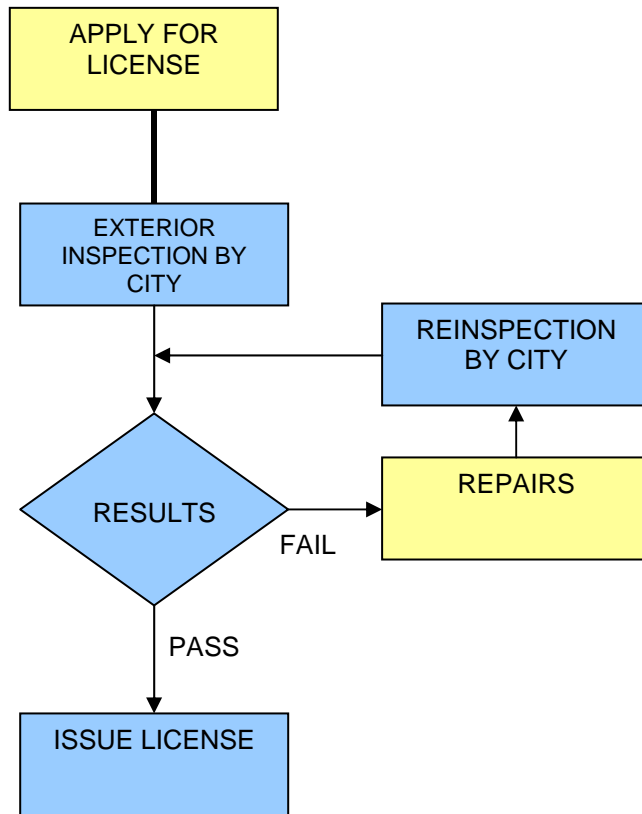 APPLY FOR
LICENSE
EXTERIOR
INSPECTION BY
CITY
REINSPECTION
BY CITY
RESULTS
REPAIRS
FAIL
PASS
ISSUE LICENSE